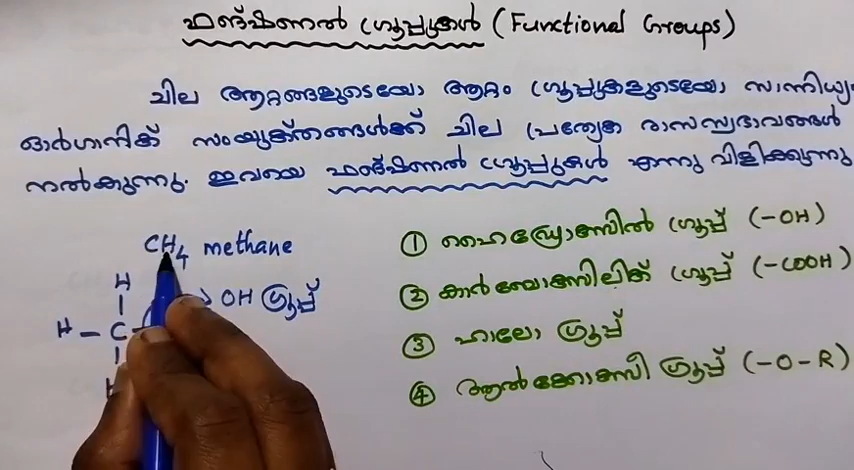 ഫങ്ഷണൽ ഗ്രൂപ്പുകൾ (Functional Groups)
ചില ആറ്റങ്ങളുടെയോ ആറ്റം ഗ്രൂപ്പുകളുടെയോ സാന്നിധ്യം
ഓർഗാനിക് സംയുക്തങ്ങൾക്ക് ചില പ്രത്യേക രാസസ്വഭാവങ്ങൾ
നൽകുന്നു. ഇവയെ ഫങ്ഷണൽ ഗ്രൂപ്പുകൾ എന്നു വിളിക്കുന്നു
CH4 methane
H
OH ഗ്രൂപ്പ്
H – C
H
① ഹൈഡ്രോക്സിൽ ഗ്രൂപ്പ് (–OH)
② കാർബോക്സിലിക് ഗ്രൂപ്പ് (–COOH)
③ ഹാലോ ഗ്രൂപ്പ്
④ ആൽക്കോക്സി ഗ്രൂപ്പ് (–O–R)